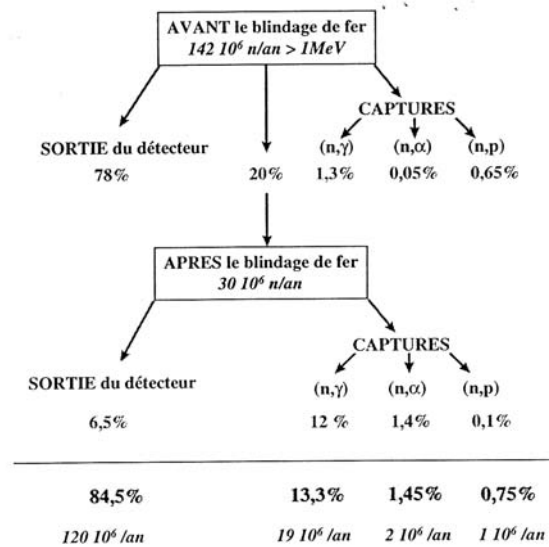 AVANT le blindage de fer
142 10⁶ n/an > 1MeV
CAPTURES
SORTIE du détecteur
(n,γ) (n,α) (n,p)
78% 20% 1,3% 0,05% 0,65%
APRES le blindage de fer
30 10⁶ n/an
CAPTURES
SORTIE du détecteur
(n,γ) (n,α) (n,p)
6,5% 12 % 1,4% 0,1%
84,5% 13,3% 1,45% 0,75%
120 10⁶ /an 19 10⁶ /an 2 10⁶ /an 1 10⁶ /an